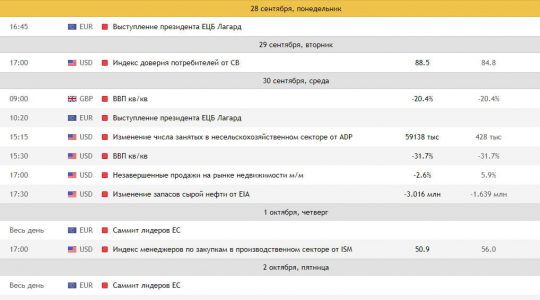 28 сентября, понедельник
16:45 EUR Выступление президента ЕЦБ Лагард
29 сентября, вторник
17:00 USD Индекс доверия потребителей от CB 88.5 84.8
30 сентября, среда
09:00 GBP ВВП кв/кв -20.4% -20.4%
10:20 EUR Выступление президента ЕЦБ Лагард
15:15 USD Изменение числа занятых в несельскохозяйственном секторе от ADP 59138 тыс 428 тыс
15:30 USD ВВП кв/кв -31.7% -31.7%
17:00 USD Незавершенные продажи на рынке недвижимости м/м -2.6% 5.9%
17:30 USD Изменение запасов сырой нефти от EIA -3.016 млн -1.639 млн
1 октября, четверг
Весь день EUR Саммит лидеров ЕС
17:00 USD Индекс менеджеров по закупкам в производственном секторе от ISM 50.9 56.0
2 октября, пятница
Весь день EUR Саммит лидеров ЕС